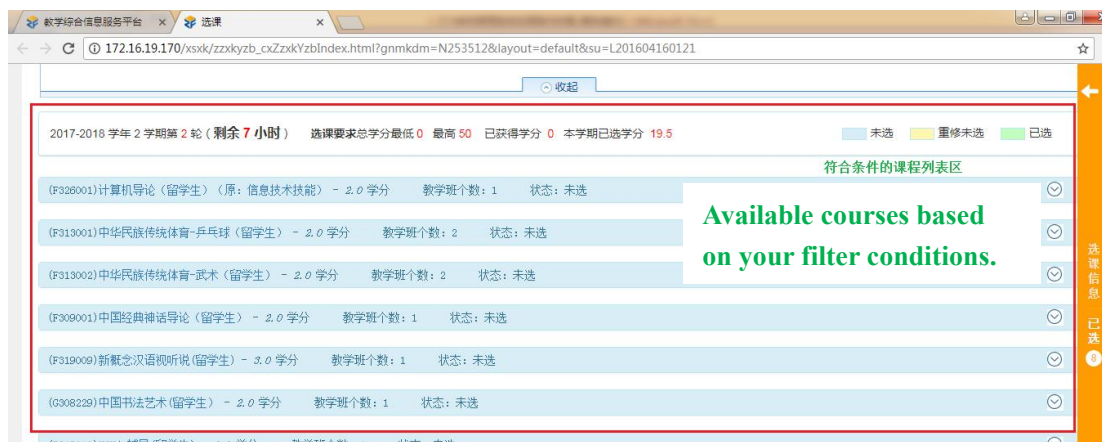 教学综合信息服务平台
选课
172.16.19.170/xsxk/zzxkyzb_cxZzxkYzbIndex.html?gnmkdm=N253512&layout=default&su=L201604160121
收起
2017-2018 学年 2 学期第 2 轮 ( 剩余 7 小时 ) 选课要求总学分最低 0 最高 50 已获得学分 0 本学期已选学分 19.5 未选 重修未选 已选
符合条件的课程列表区
Available courses based
on your filter conditions.
(F326001)计算机导论（留学生）（原：信息技术技能） - 2.0 学分 教学班个数：1 状态：未选
(F313001)中华民族传统体育-乒乓球（留学生） - 2.0 学分 教学班个数：2 状态：未选
(F313002)中华民族传统体育-武术（留学生） - 2.0 学分 教学班个数：2 状态：未选
(F309001)中国经典神话导论（留学生） - 2.0 学分 教学班个数：1 状态：未选
(F319009)新概念汉语视听说(留学生) - 3.0 学分 教学班个数：1 状态：未选
(G308229)中国书法艺术(留学生） - 2.0 学分 教学班个数：1 状态：未选
选课信息 已选 8